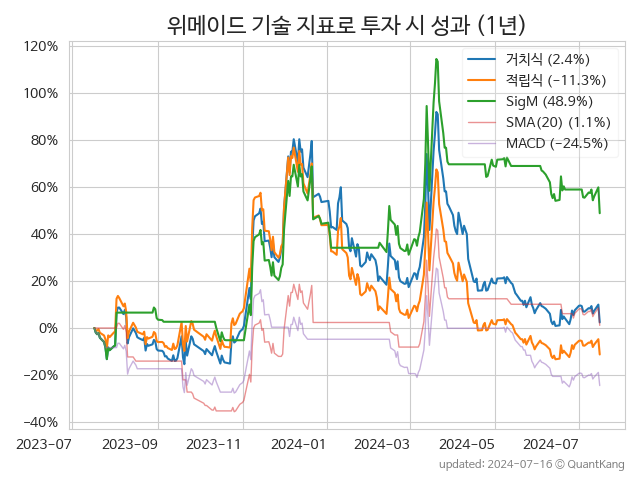 위메이드 기술 지표로 투자 시 성과 (1년)
120%
100%
80%
60%
40%
20%
0%
−20%
−40%
거치식 (2.4%)
적립식 (−11.3%)
SigM (48.9%)
SMA(20) (1.1%)
MACD (−24.5%)
2023-07
2023-09
2023-11
2024-01
2024-03
2024-05
2024-07
updated: 2024-07-16 © QuantKang